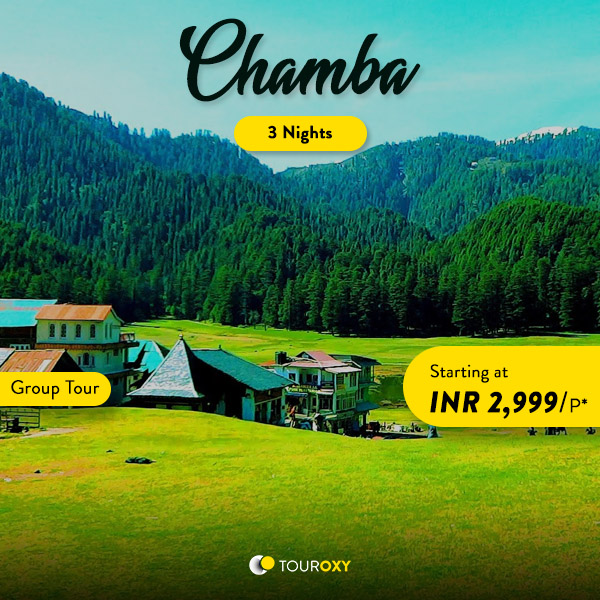 Chamba
3 Nights
Group Tour
Starting at
INR 2,999/P*
TOUROXY